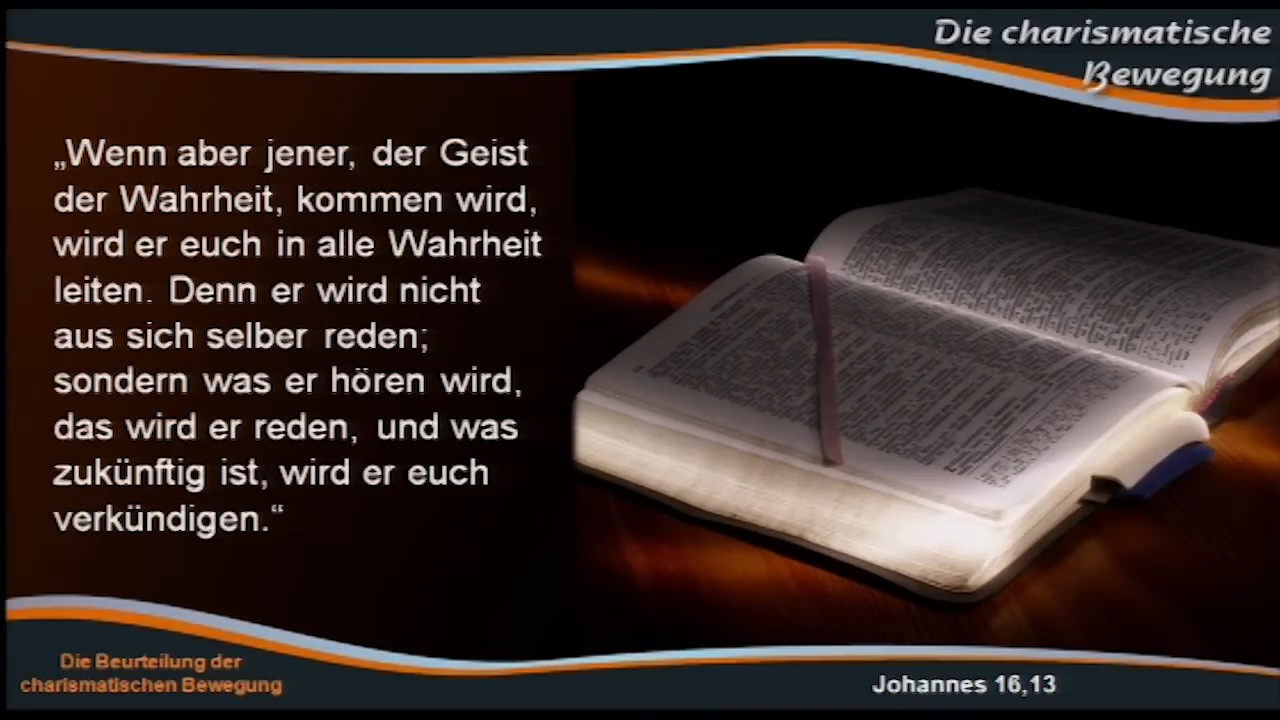 Die charismatische
Bewegung
„Wenn aber jener, der Geist
der Wahrheit, kommen wird,
wird er euch in alle Wahrheit
leiten. Denn er wird nicht
aus sich selber reden;
sondern was er hören wird,
das wird er reden, und was
zukünftig ist, wird er euch
verkündigen.“
Die Beurteilung der
charismatischen Bewegung
Johannes 16,13